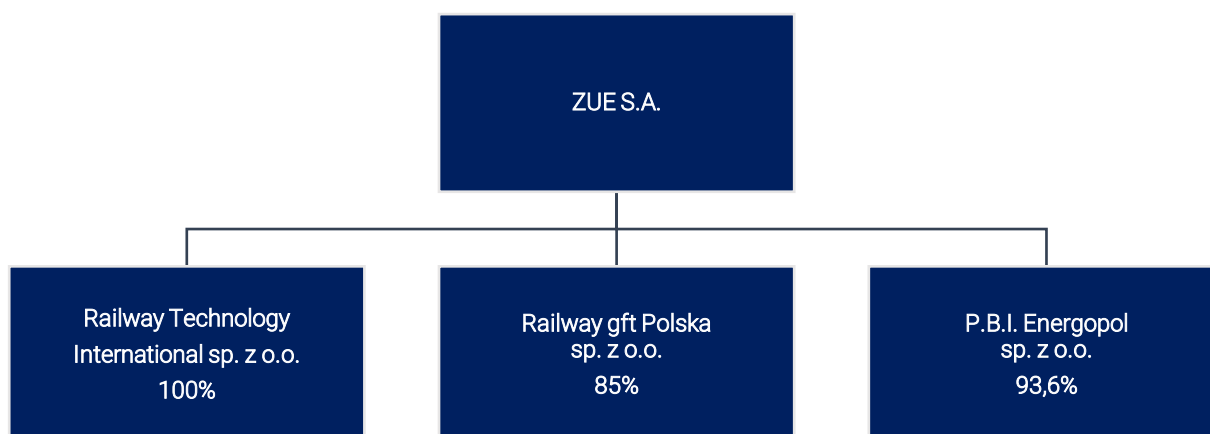 ZUE S.A.
Railway Technology
International sp. z o.o.
100%
Railway gft Polska
sp. z o.o.
85%
P.B.I. Energopol
sp. z o.o.
93,6%